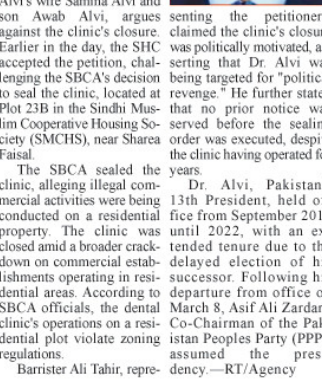 Alvi's wife Samina Alvi and
son Awab Alvi, argues
against the clinic's closure.
Earlier in the day, the SHC
accepted the petition, chal-
lenging the SBCA's decision
to seal the clinic, located at
Plot 23B in the Sindhi Mus-
lim Cooperative Housing So-
ciety (SMCHS), near Sharea
Faisal.
The SBCA sealed the
clinic, alleging illegal com-
mercial activities were being
conducted on a residential
property. The clinic was
closed amid a broader crack-
down on commercial estab-
lishments operating in resi-
dential areas. According to
SBCA officials, the dental
clinic's operations on a resi-
dential plot violate zoning
regulations.
Barrister Ali Tahir, repre-
senting the petitioner
claimed the clinic's closur
was politically motivated, a
serting that Dr. Alvi wa
being targeted for "politic
revenge." He further state
that no prior notice wa
served before the sealin
order was executed, despi
the clinic having operated fo
years.
Dr. Alvi, Pakistan
13th President, held o
fice from September 201
until 2022, with an ex
tended tenure due to th
delayed election of h
successor. Following hi
departure from office o
March 8, Asif Ali Zardar
Co-Chairman of the Pak
istan Peoples Party (PPP
assumed the pres
dency.—RT/Agency